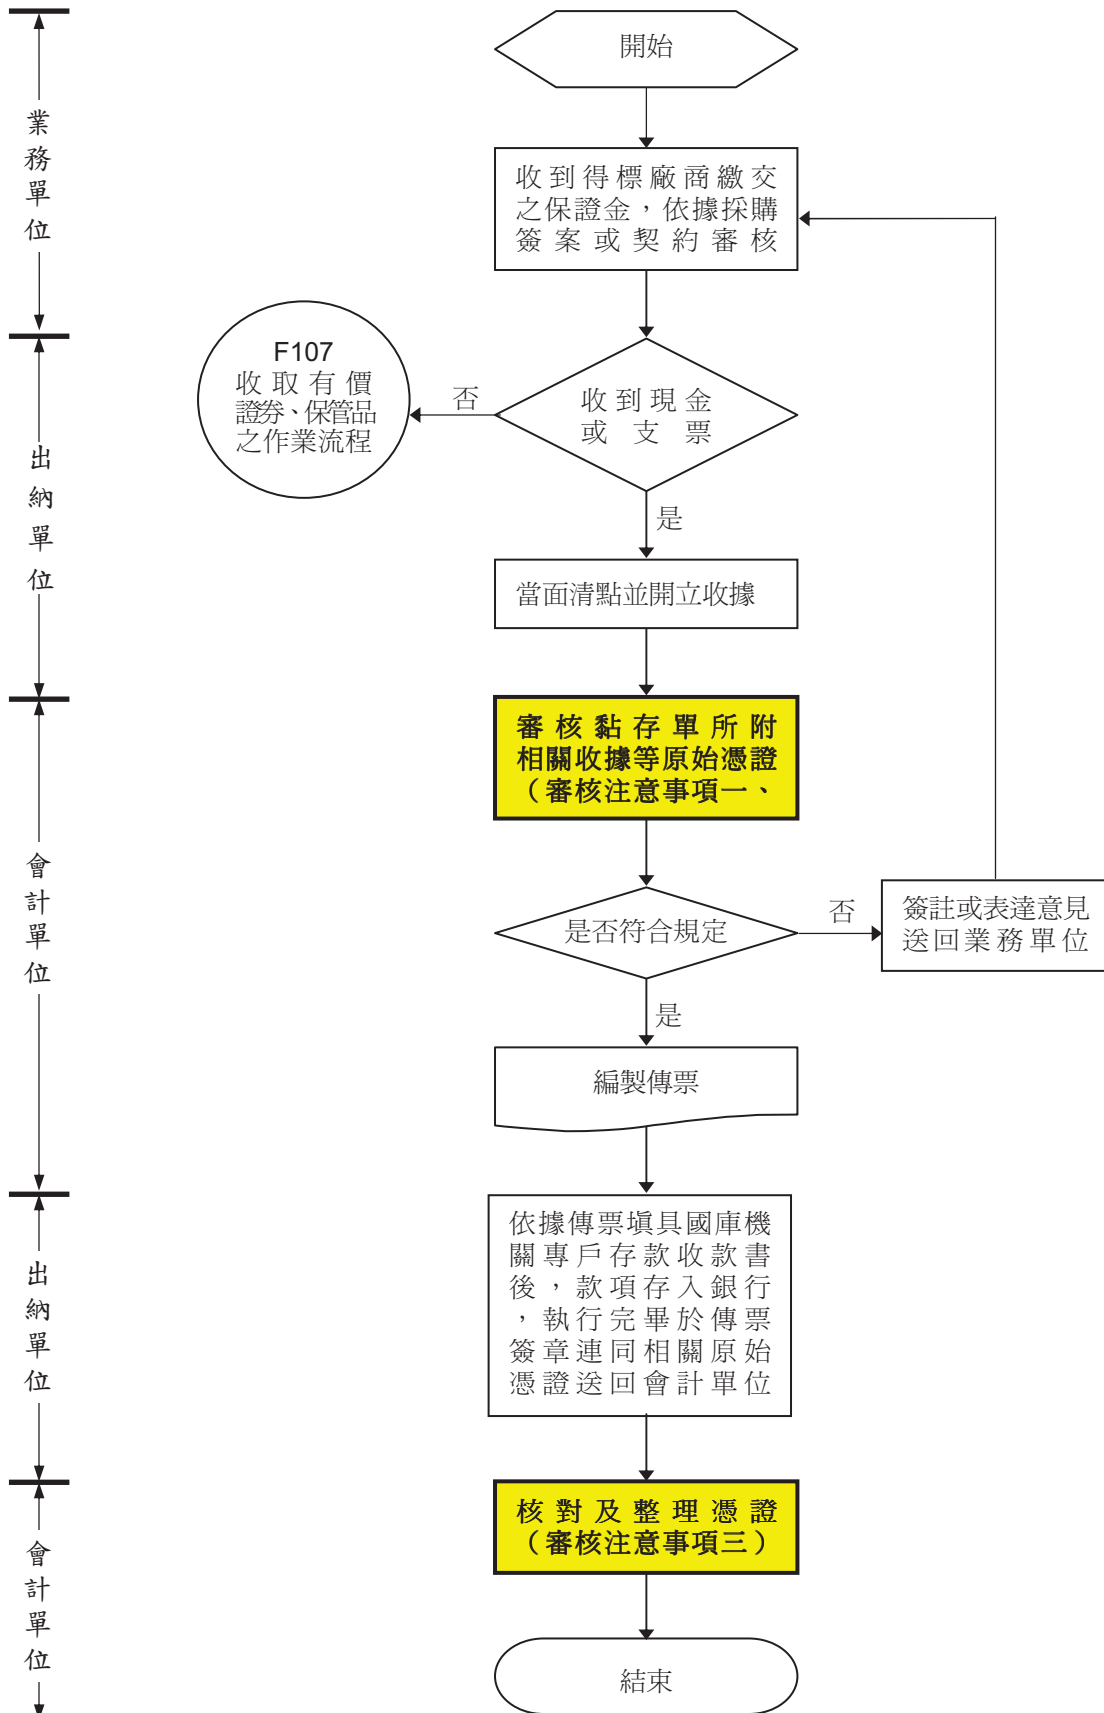 開始
業務單位
收到得標廠商繳交
之保證金，依據採購
簽案或契約審核
F107
收取有價
證券、保管品
之作業流程
否
收到現金
或支票
是
出納單位
當面清點並開立收據
審核黏存單所附
相關收據等原始憑證
（審核注意事項一、
會計單位
是否符合規定
否
簽註或表達意見
送回業務單位
是
編製傳票
出納單位
依據傳票填具國庫機
關專戶存款收款書
後，款項存入銀行
，執行完畢於傳票
簽章連同相關原始
憑證送回會計單位
核對及整理憑證
（審核注意事項三）
會計單位
結束